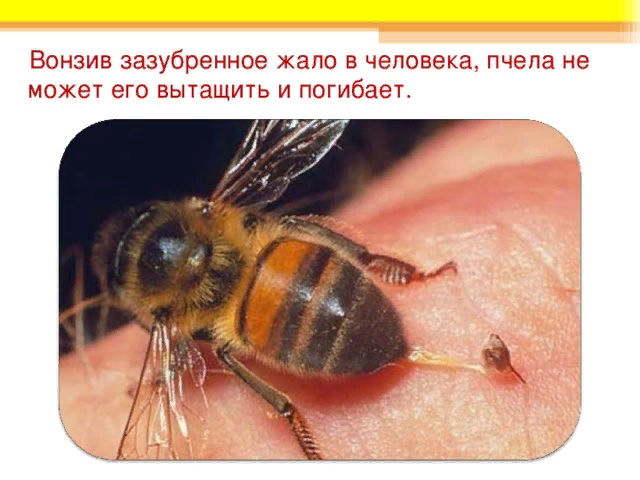 Вонзив зазубренное жало в человека, пчела не
может его вытащить и погибает.